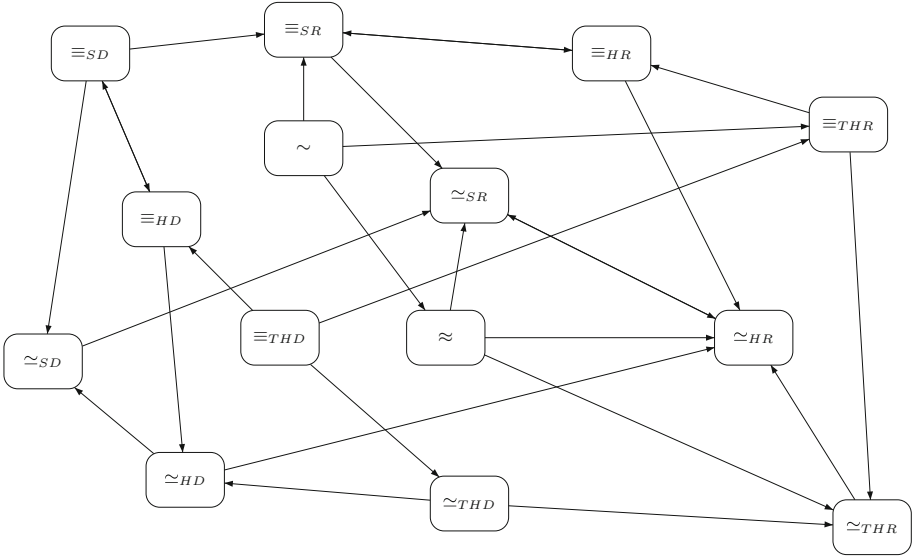 ≡SR
≡SD
≡HR
≡THR
∼
≃SR
≡HD
≡THD
≈
≃HR
≃SD
≃HD
≃THD
≃THR